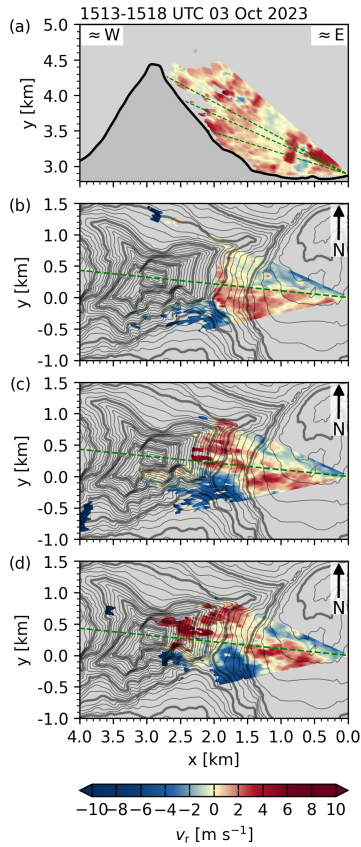 1513-1518 UTC 03 Oct 2023
(a)
≈ W
≈ E
5.0
4.5
4.0
3.5
3.0
y [km]
(b)
1.5
1.0
0.5
0.0
-0.5
-1.0
y [km]
N
(c)
1.5
1.0
0.5
0.0
-0.5
-1.0
y [km]
N
(d)
1.5
1.0
0.5
0.0
-0.5
-1.0
y [km]
N
4.0 3.5 3.0 2.5 2.0 1.5 1.0 0.5 0.0
x [km]
−10 −8 −6 −4 −2 0 2 4 6 8 10
v_r [m s⁻¹]